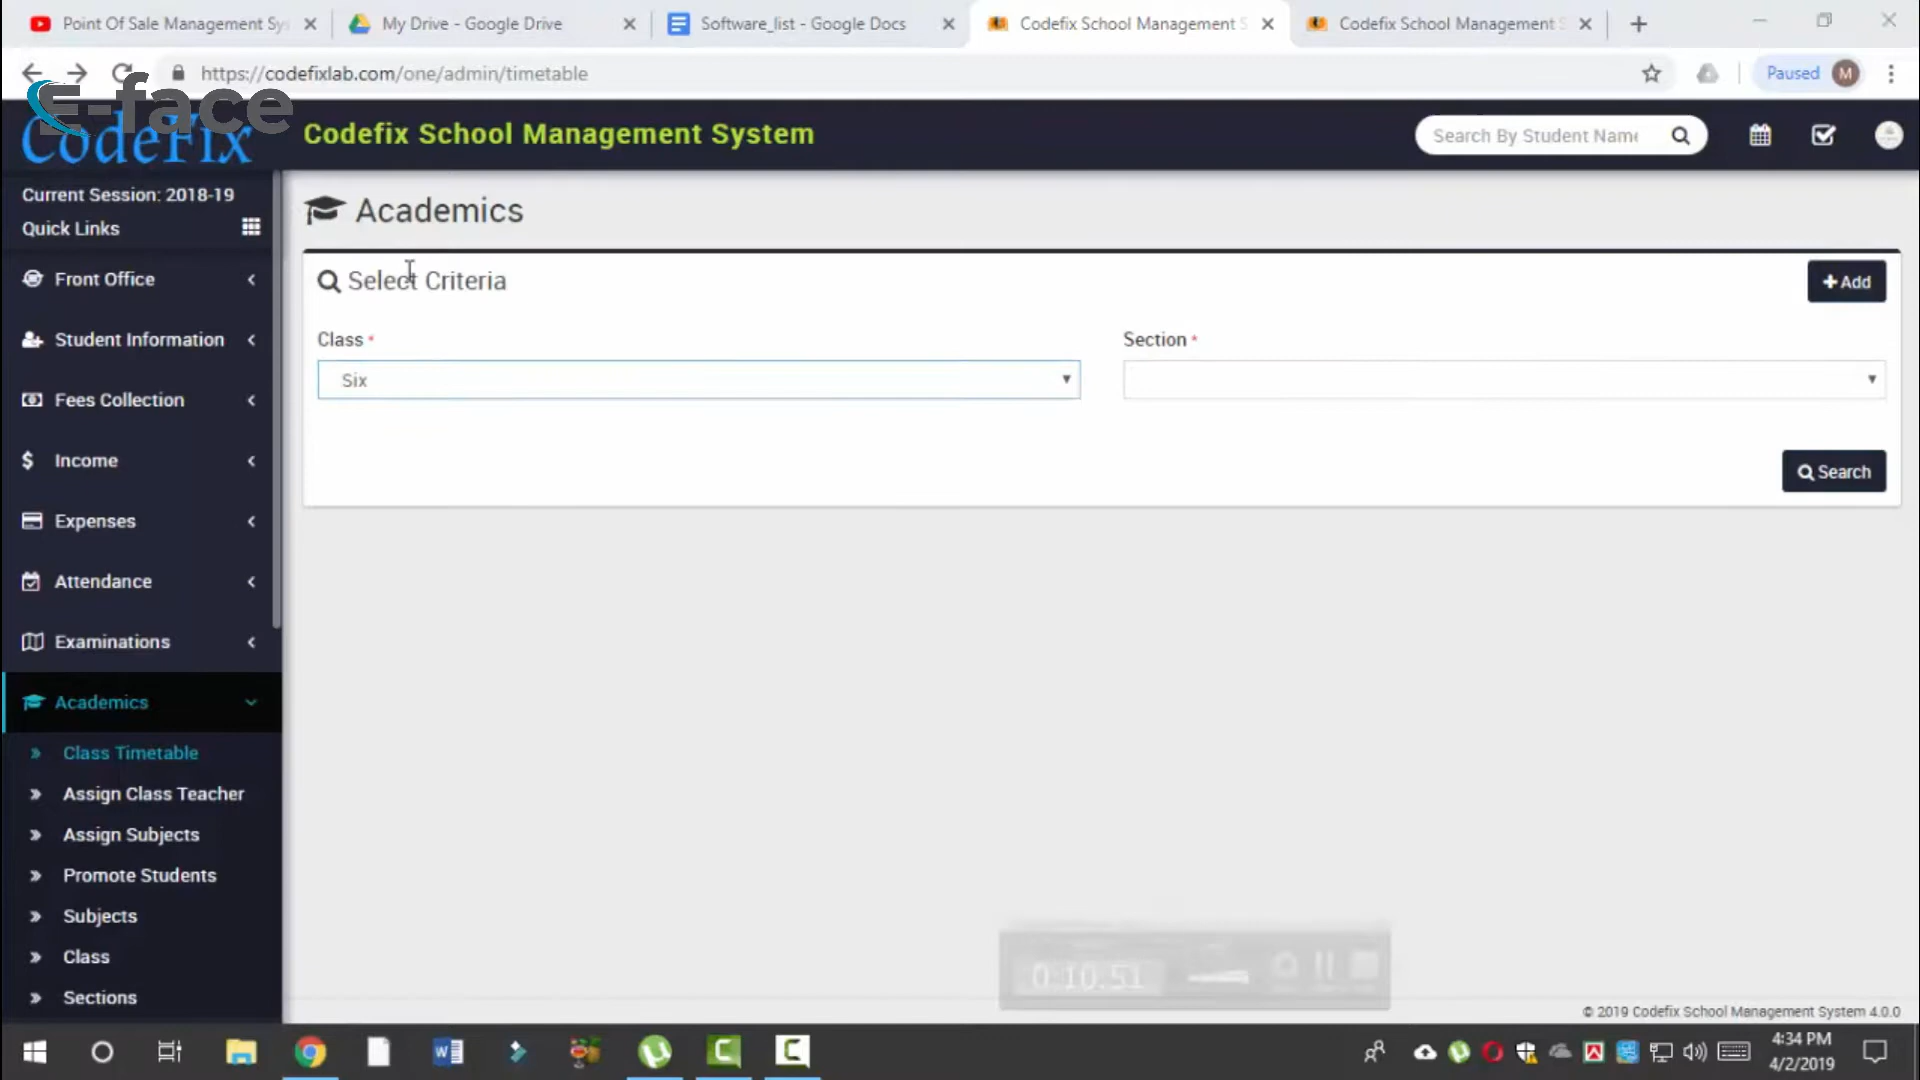 Point Of Sale Management Sy
My Drive - Google Drive
Software_list - Google Docs
Codefix School Management S
Codefix School Management S
https://codefixlab.com/one/admin/timetable
Paused
M
E-face
CodeFix
Codefix School Management System
Search By Student Name
Current Session: 2018-19
Quick Links
Front Office
Student Information
Fees Collection
Income
Expenses
Attendance
Examinations
Academics
Class Timetable
Assign Class Teacher
Assign Subjects
Promote Students
Subjects
Class
Sections
Academics
Select Criteria
+ Add
Class *
Section *
Six
Search
0:10:51
© 2019 Codefix School Management System 4.0.0
4:34 PM
4/2/2019